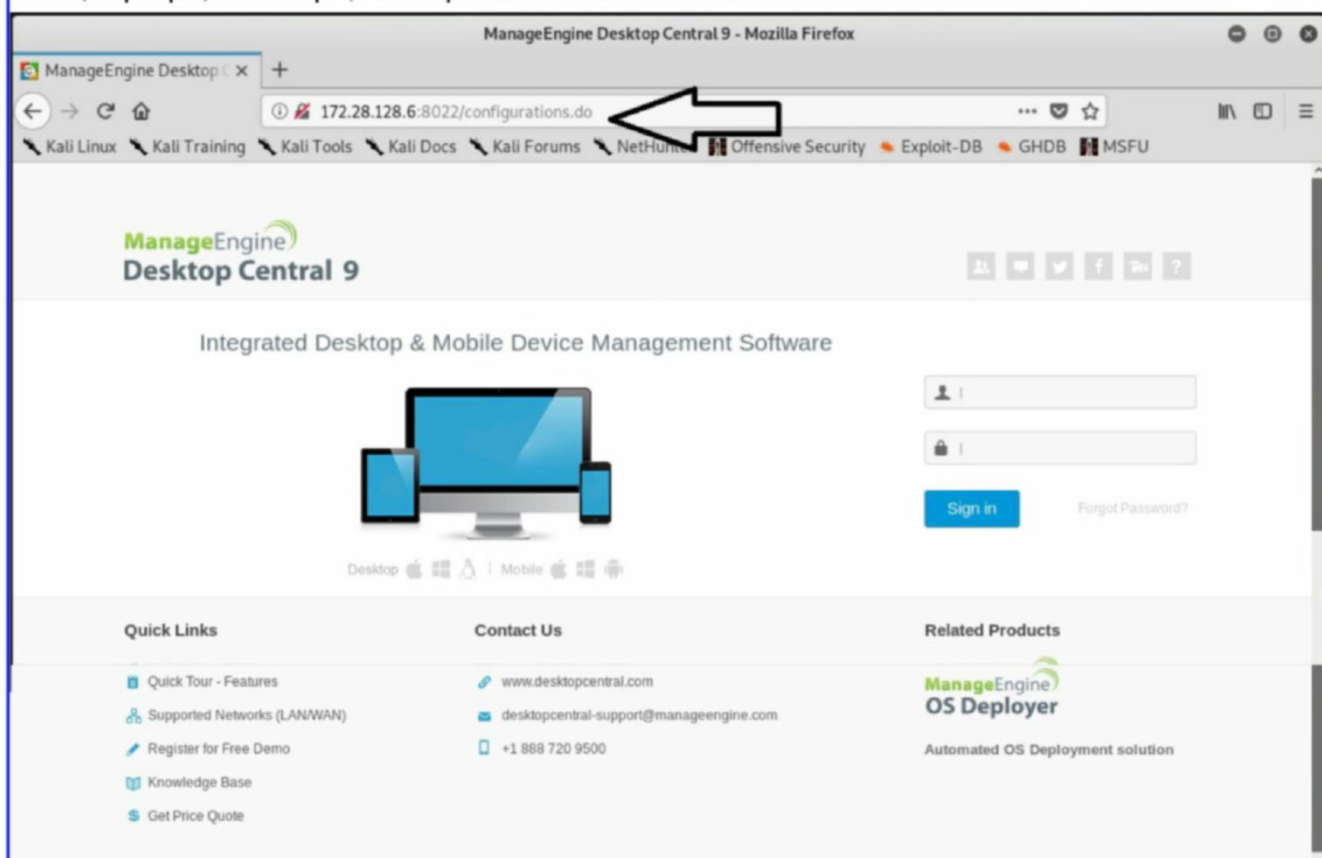 ManageEngine Desktop Central 9 - Mozilla Firefox
ManageEngine Desktop C
172.28.128.6:8022/configurations.do
Kali Linux Kali Training Kali Tools Kali Docs Kali Forums NetHunter Offensive Security Exploit-DB GHDB MSFU
ManageEngine
Desktop Central 9
Integrated Desktop & Mobile Device Management Software
Sign in Forgot Password?
Desktop | Mobile
Quick Links
Quick Tour - Features
Supported Networks (LAN/WAN)
Register for Free Demo
Knowledge Base
Get Price Quote
Contact Us
www.desktopcentral.com
desktopcentral-support@manageengine.com
+1 888 720 9500
Related Products
ManageEngine
OS Deployer
Automated OS Deployment solution